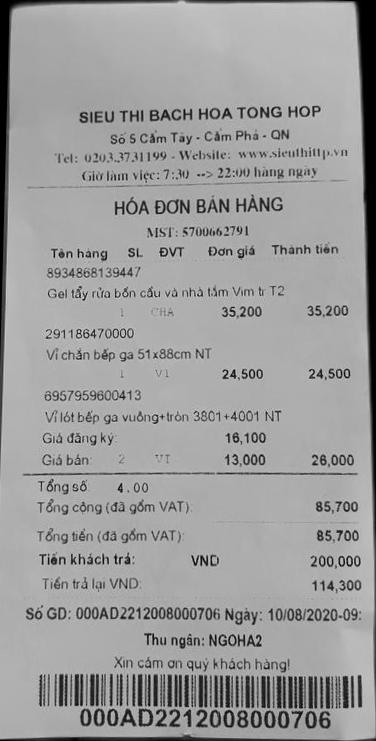 SIEU THI BACH HOA TONG HOP
Số 5 Cẩm Tây - Cẩm Phả - QN
Tel: 0203.3731199 - Website: www.sieuthittp.vn
Giờ làm việc: 7:30 --> 22:00 hàng ngày
HÓA ĐƠN BÁN HÀNG
MST: 5700662791
Tên hàng SL ĐVT Đơn giá Thành tiền
8934868139447
Gel tẩy rửa bồn cầu và nhà tắm Vim tr T2
1 CHA 35,200 35,200
291186470000
Vỉ chắn bếp ga 51x88cm NT
1 VI 24,500 24,500
6957959600413
Vỉ lót bếp ga vuông+tròn 3801+4001 NT
Giá đăng ký: 16,100
Giá bán: 2 VI 13,000 26,000
Tổng số: 4.00
Tổng cộng (đã gồm VAT): 85,700
Tổng tiền (đã gồm VAT): 85,700
Tiền khách trả: VND 200,000
Tiền trả lại VND: 114,300
Số GD: 000AD2212008000706 Ngày: 10/08/2020-09:
Thu ngân: NGOHA2
Xin cảm ơn quý khách hàng!
000AD2212008000706